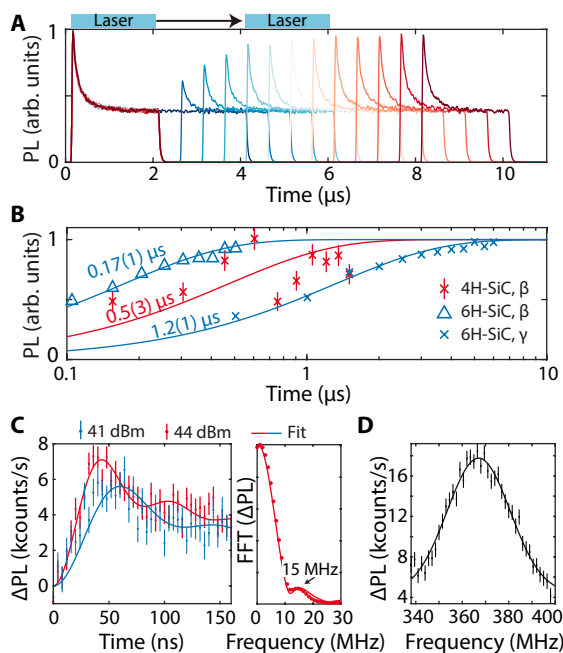 Laser Laser
A
PL (arb. units)
1
0
0 2 4 6 8 10
Time (μs)
B
PL (arb. units)
1
0
0.17(1) μs
0.5(3) μs
1.2(1) μs
4H-SiC, β
6H-SiC, β
6H-SiC, γ
0.1 1 10
Time (μs)
C
41 dBm 44 dBm Fit
ΔPL (kcounts/s)
8
6
4
2
0
0 50 100 150
Time (ns)
FFT (ΔPL)
15 MHz
0 10 20 30
Frequency (MHz)
D
ΔPL (kcounts/s)
16
12
8
4
340 360 380 400
Frequency (MHz)